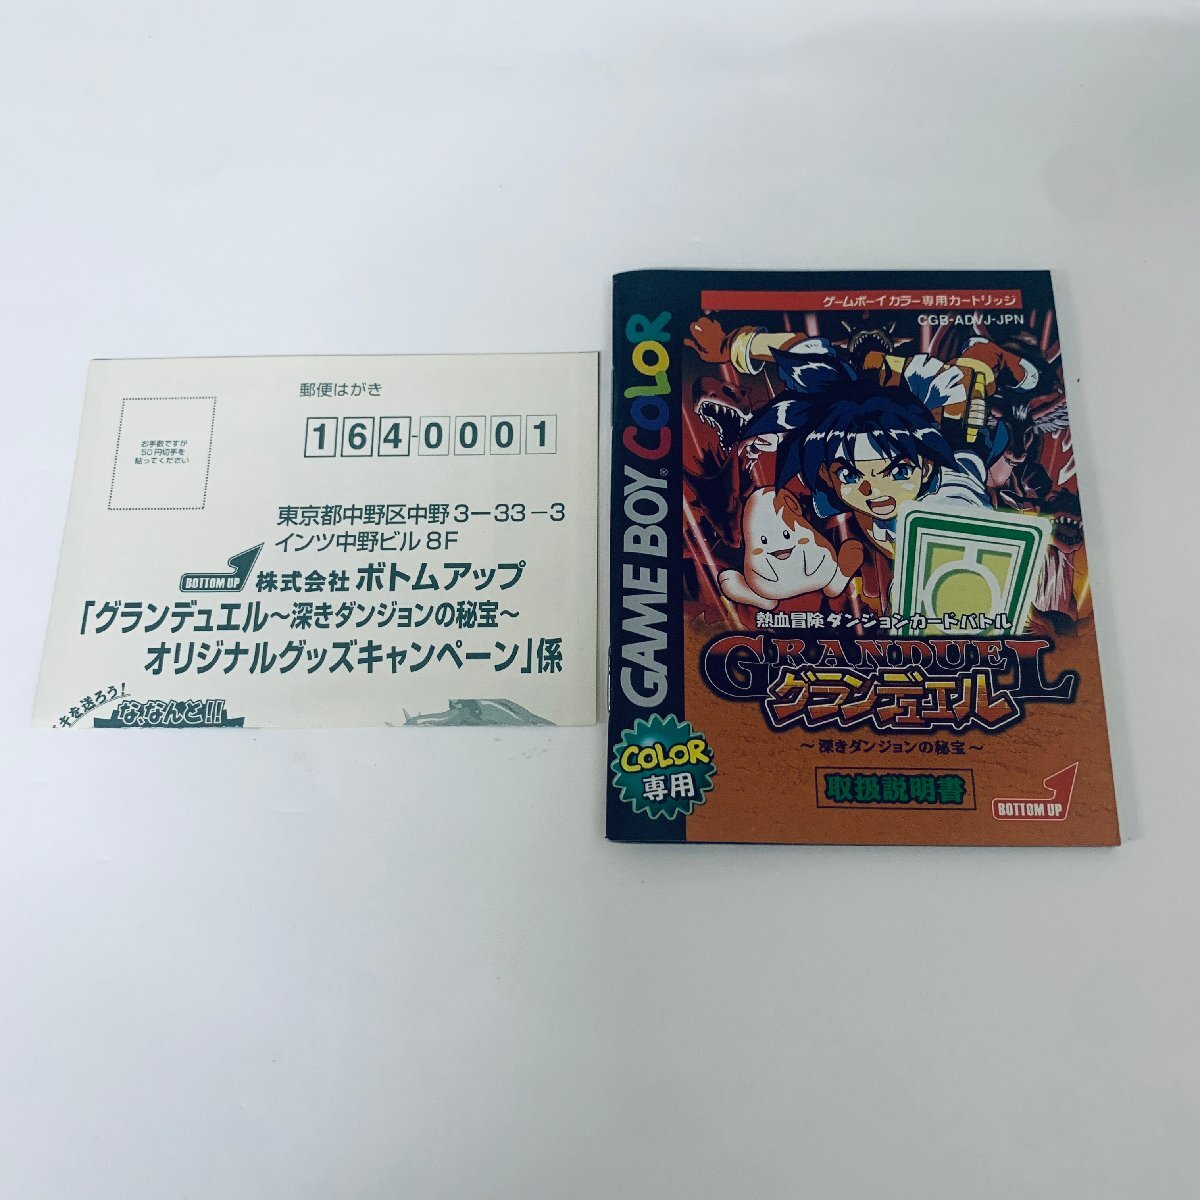 郵便はがき
お手数ですが
50円切手を
貼ってください
164-0001
東京都中野区中野3-33-3
インツ中野ビル8F
BOTTOM UP 株式会社 ボトムアップ
「グランデュエル〜深きダンジョンの秘宝〜
オリジナルグッズキャンペーン」係
キを送ろう!
な、なんと!!
ゲームボーイカラー専用カートリッジ
CGB-ADVJ-JPN
GAME BOY COLOR
熱血冒険ダンジョンカードバトル
GRANDUEL
グランデュエル
〜深きダンジョンの秘宝〜
取扱説明書
COLOR
専用
BOTTOM UP